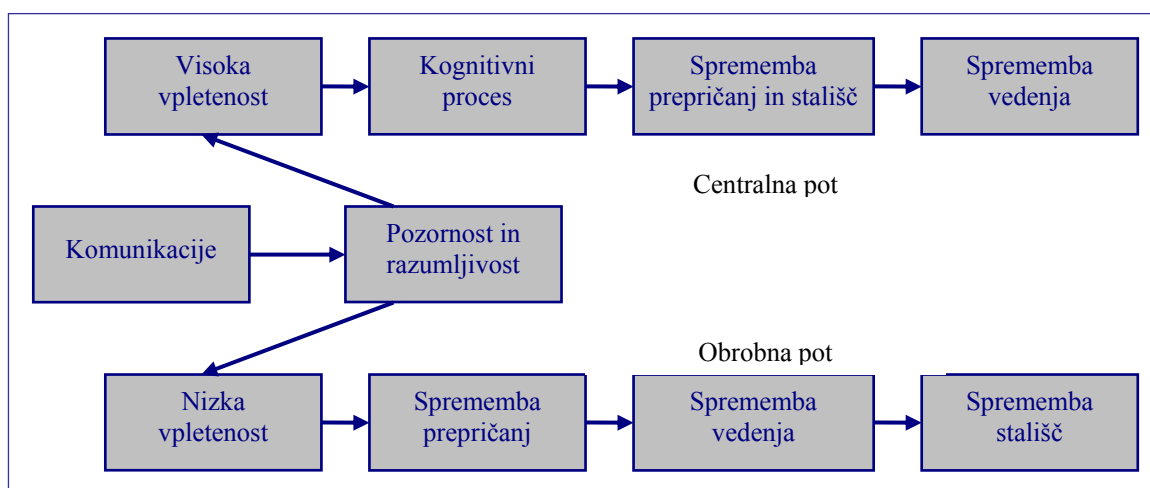 Visoka
vpletenost
Kognitivni
proces
Sprememba
prepričanj in stališč
Sprememba
vedenja
Centralna pot
Komunikacije
Pozornost in
razumljivost
Obrobna pot
Nizka
vpletenost
Sprememba
prepričanj
Sprememba
vedenja
Sprememba
stališč